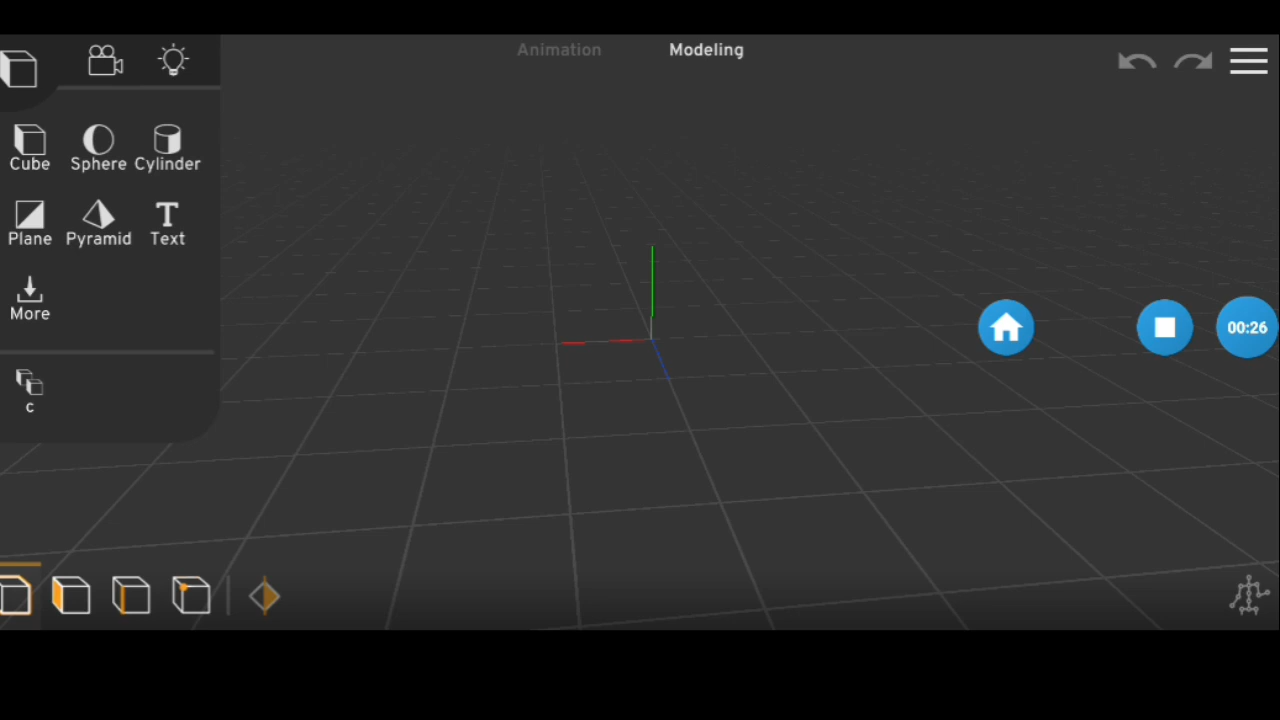 Animation Modeling
Cube Sphere Cylinder
Plane Pyramid Text
More
00:26
c